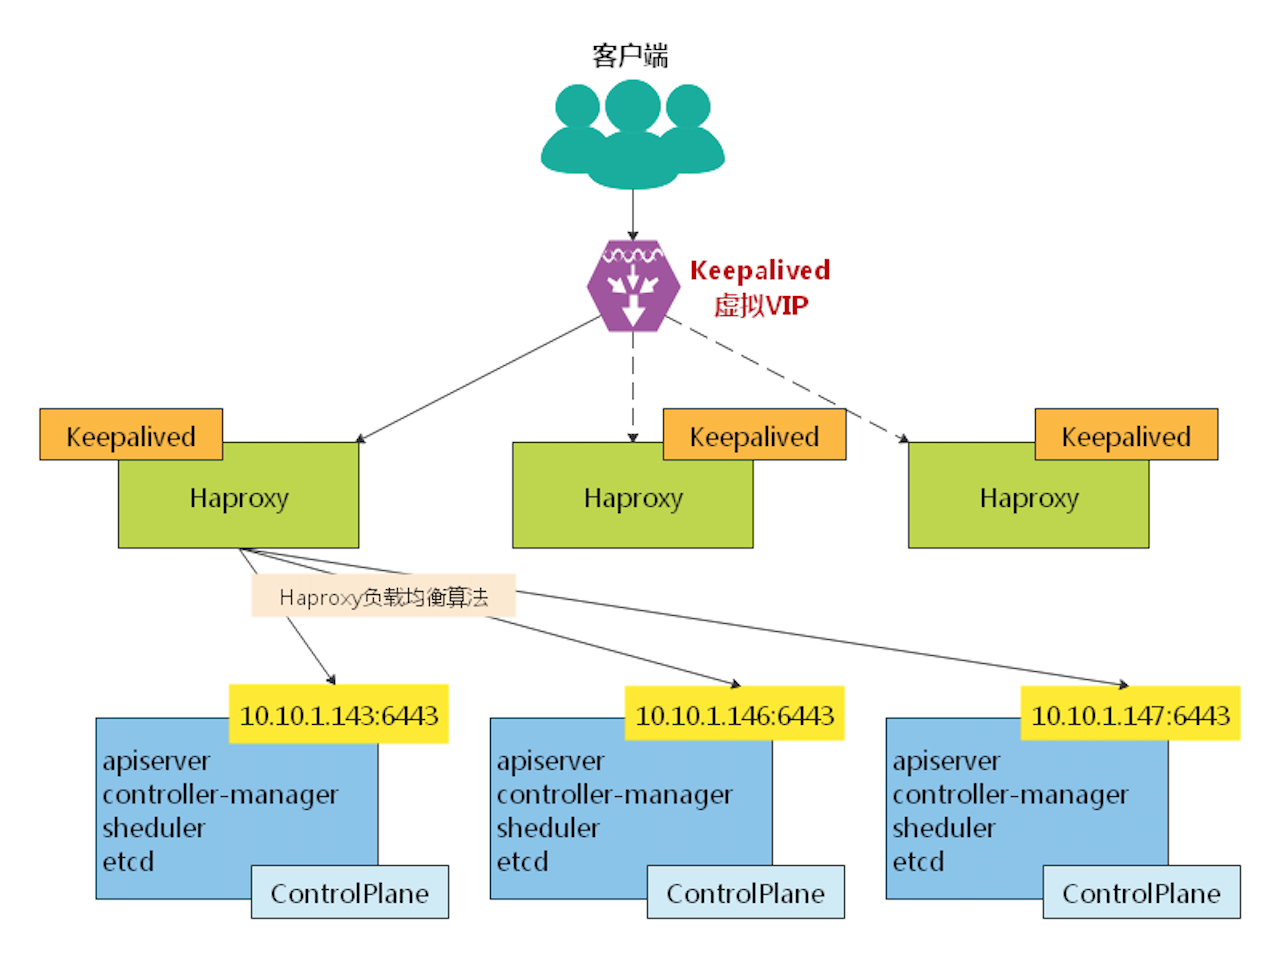 客户端
Keepalived
虚拟VIP
Keepalived
Haproxy
Keepalived
Haproxy
Keepalived
Haproxy
Haproxy负载均衡算法
10.10.1.143:6443
apiserver
controller-manager
sheduler
etcd
ControlPlane
10.10.1.146:6443
apiserver
controller-manager
sheduler
etcd
ControlPlane
10.10.1.147:6443
apiserver
controller-manager
sheduler
etcd
ControlPlane